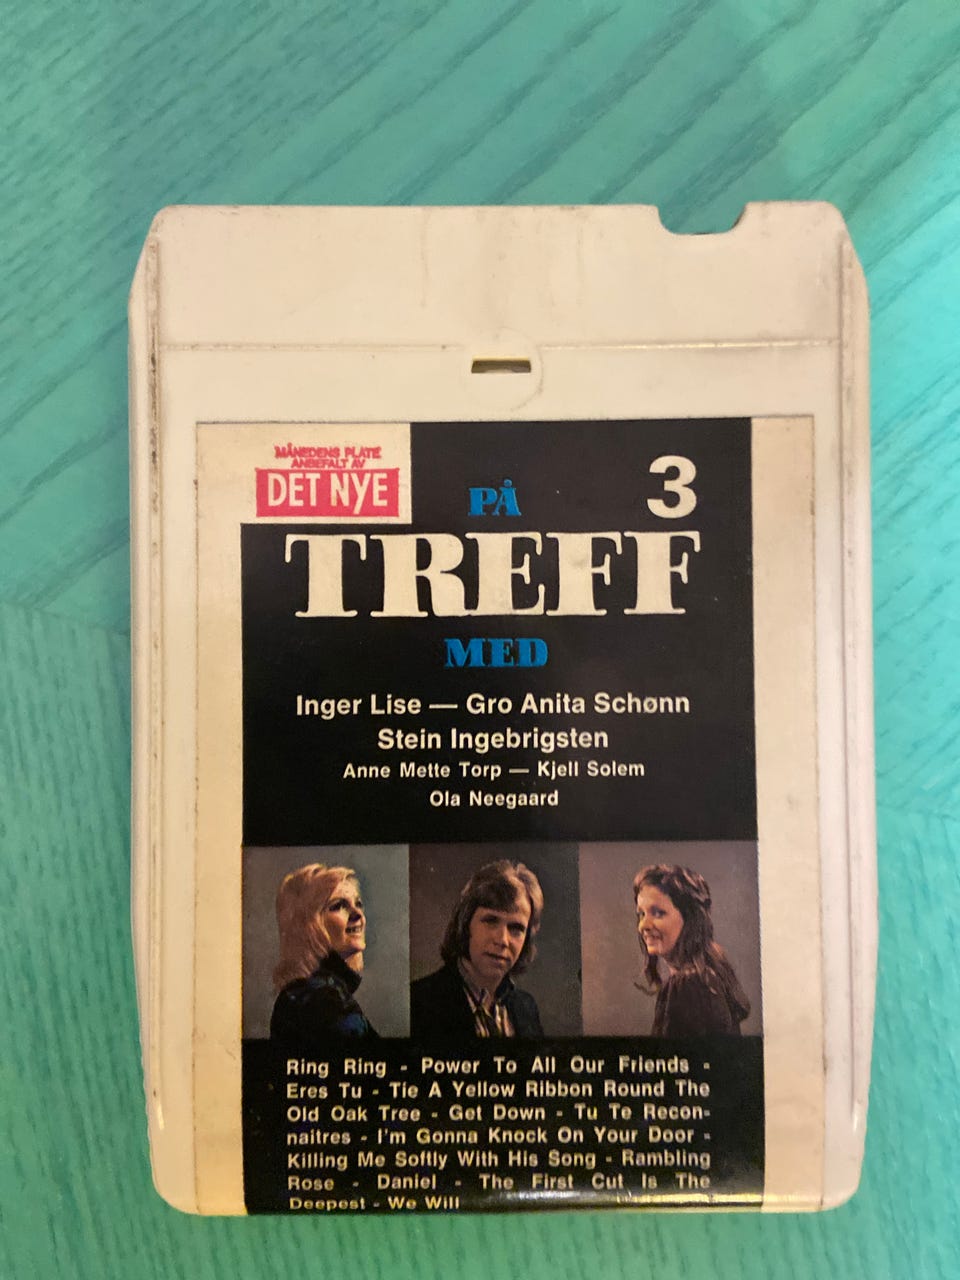 MÅNEDENS PLATE
ANBEFALT AV
DET NYE
PÅ
3
TREFF
MED
Inger Lise — Gro Anita Schønn
Stein Ingebrigsten
Anne Mette Torp — Kjell Solem
Ola Neegaard
Ring Ring - Power To All Our Friends -
Eres Tu - Tie A Yellow Ribbon Round The
Old Oak Tree - Get Down - Tu Te Recon-
naitres - I'm Gonna Knock On Your Door -
Killing Me Softly With His Song - Rambling
Rose - Daniel - The First Cut Is The
Deepest - We Will